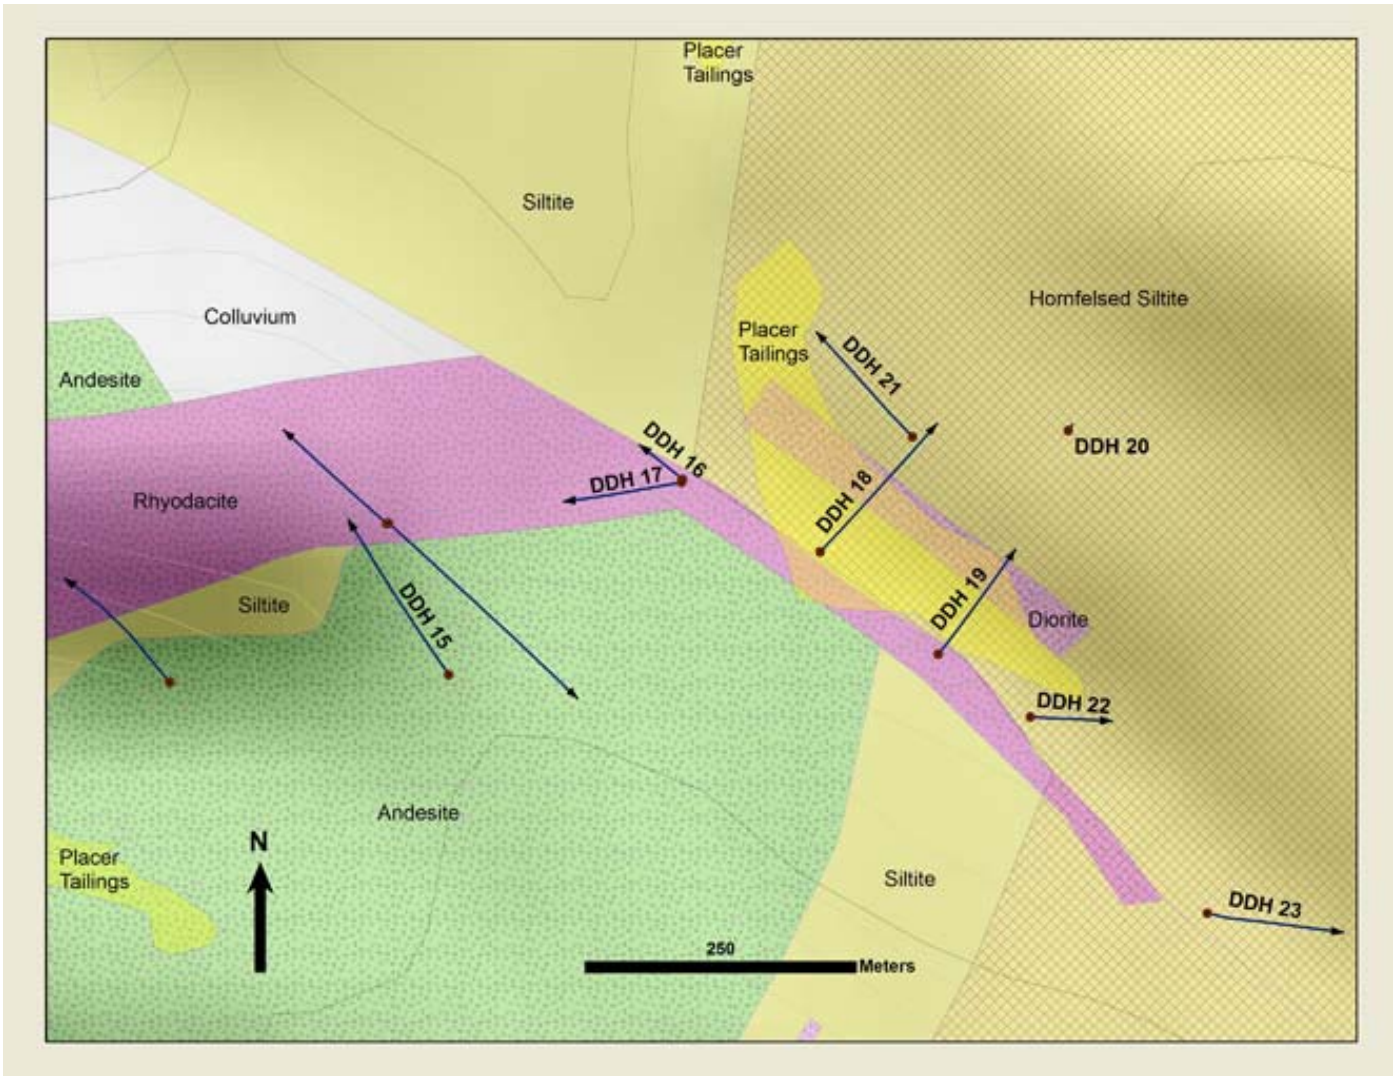 Placer
Tailings
Siltite
Hornfelsed Siltite
Colluvium
Placer
Tailings
DDH 21
Andesite
DDH 16
DDH 20
DDH 17
Rhyodacite
DDH 18
Siltite
DDH 15
DDH 19
Diorite
DDH 22
Andesite
N
Placer
Tailings
Siltite
DDH 23
250
Meters